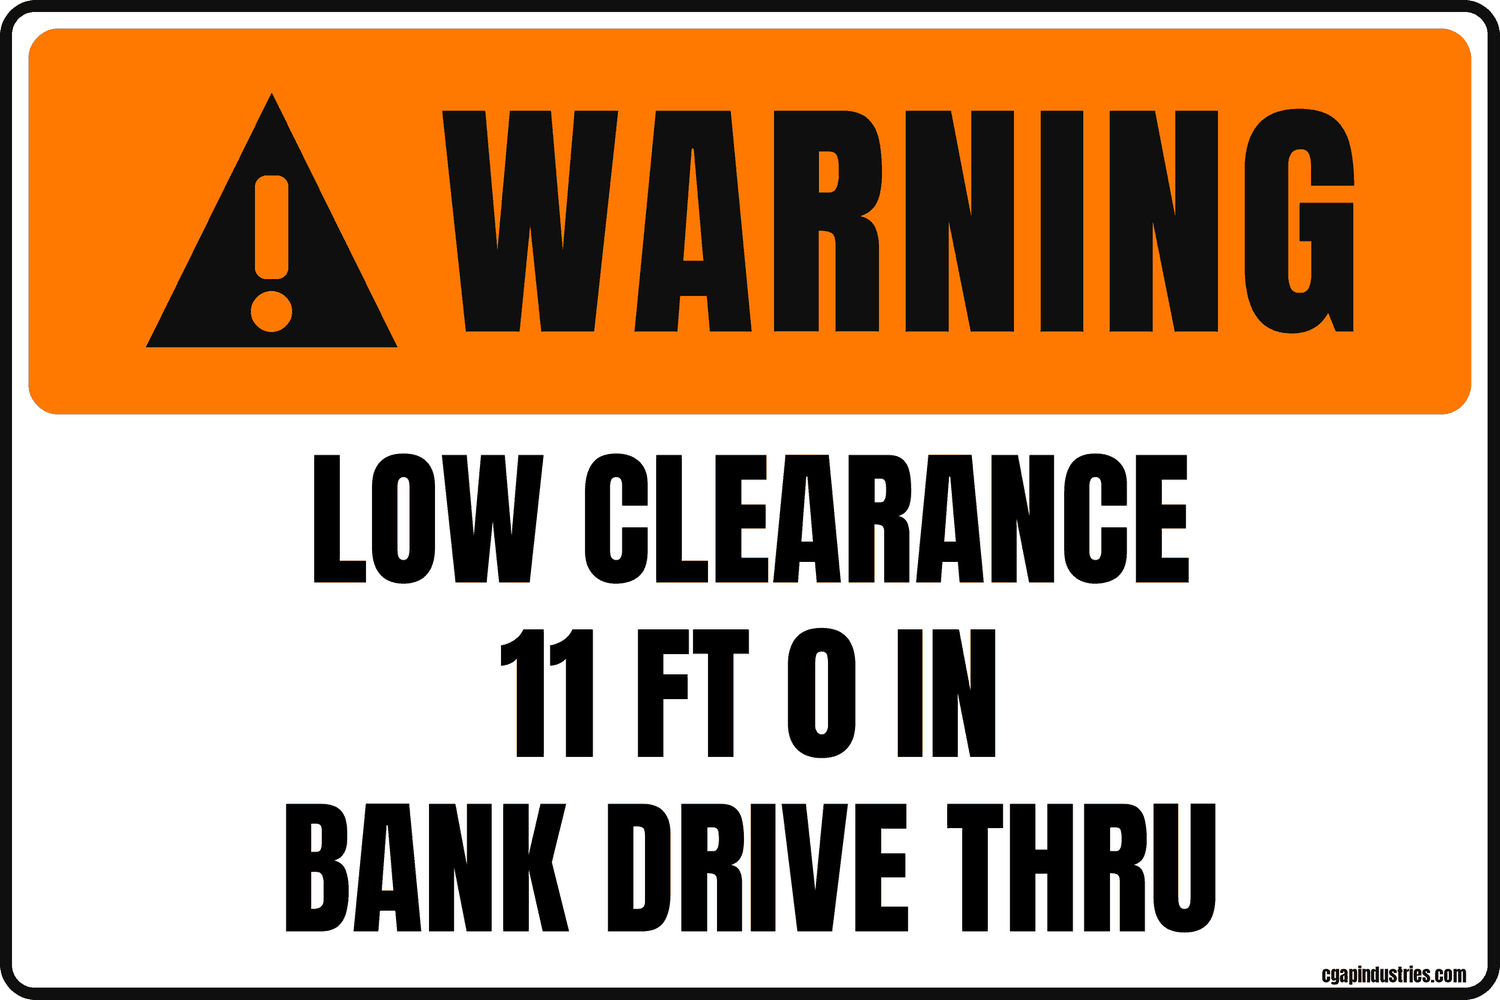 WARNING
LOW CLEARANCE
11 FT 0 IN
BANK DRIVE THRU
cgapindustries.com